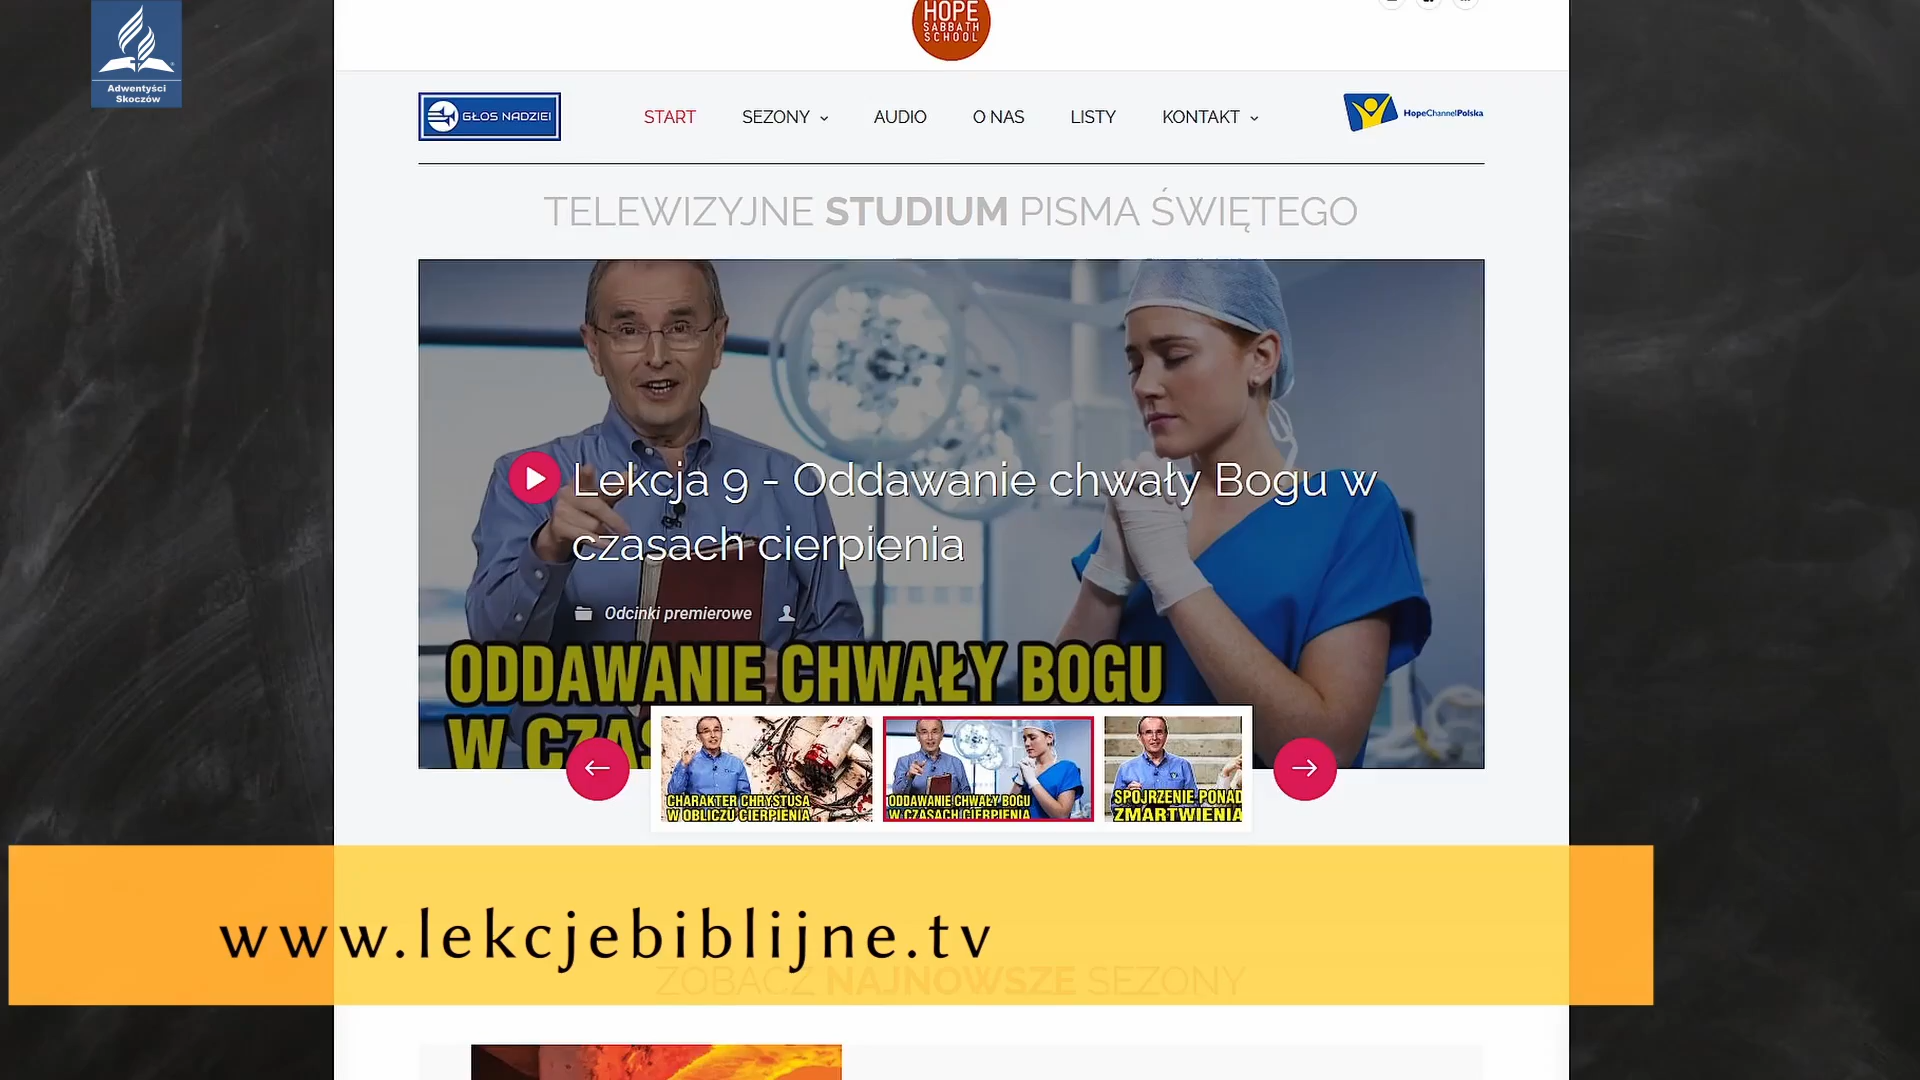 HOPE
SABBATH
SCHOOL
Adwentyści
Skoczów
GŁOS NADZIEI
START
SEZONY
AUDIO
O NAS
LISTY
KONTAKT
HopeChannelPolska
TELEWIZYJNE STUDIUM PISMA ŚWIĘTEGO
Lekcja 9 - Oddawanie chwały Bogu w
czasach cierpienia
Odcinki premierowe
ODDAWANIE CHWAŁY BOGU
W CZAS
CHARAKTER CHRYSTUSA
W OBLICZU CIERPIENIA
ODDAWANIE CHWAŁY BOGU
W CZASACH CIERPIENIA
SPOJRZENIE PONAD
ZMARTWIENIA
www.lekcjebiblijne.tv
ZOBACZ NAJNOWSZE SEZONY